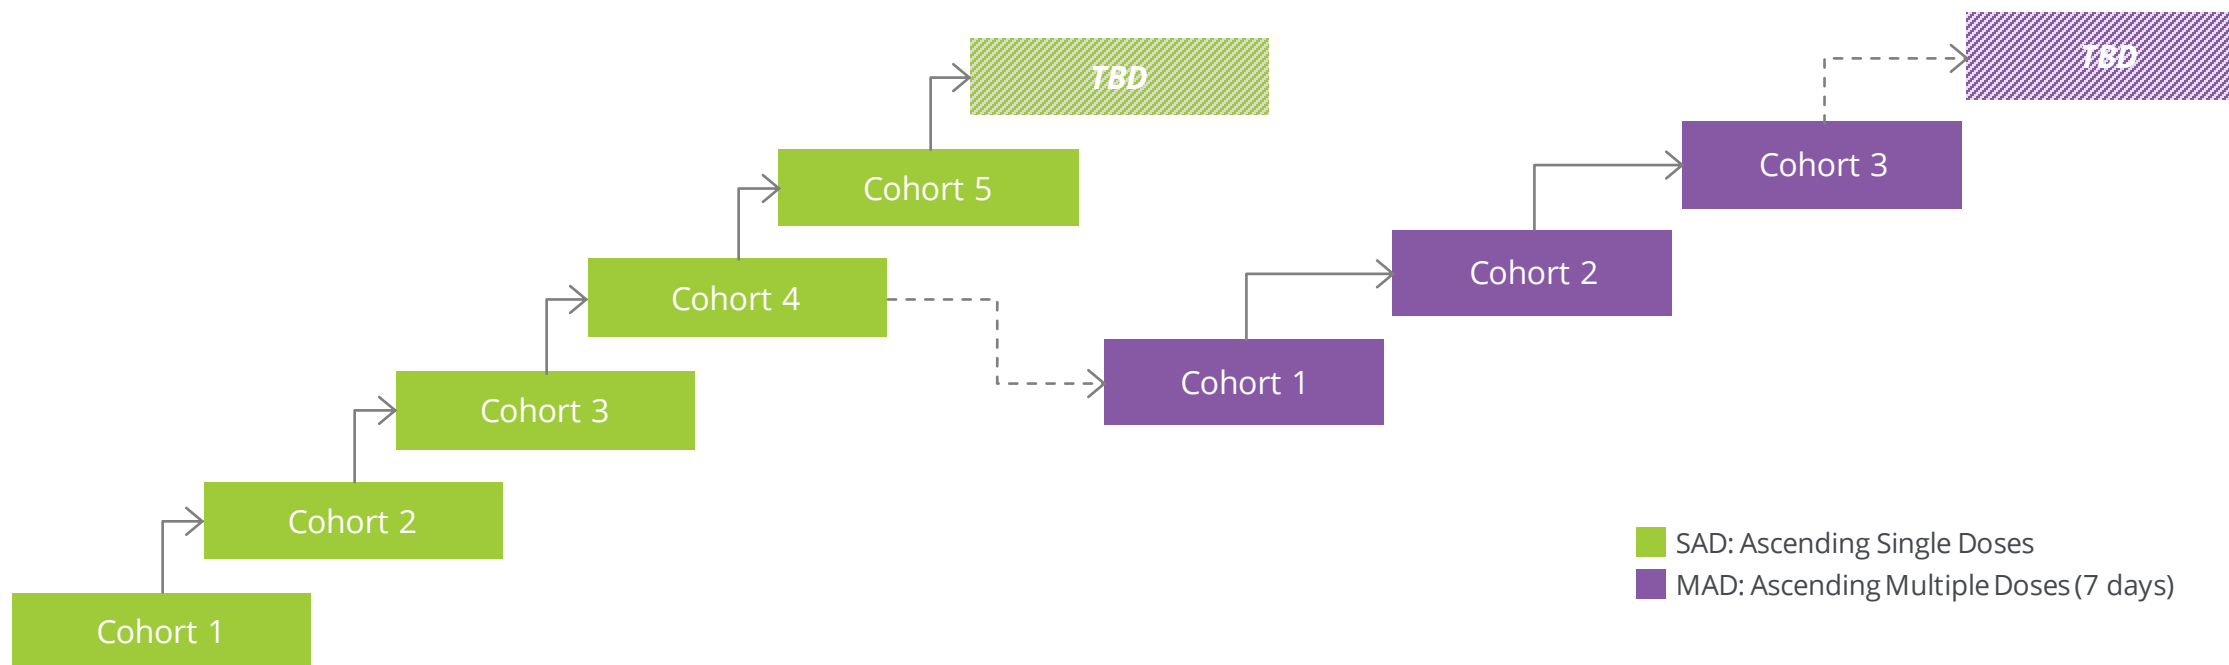 TBD
Cohort 5
Cohort 4
Cohort 3
Cohort 2
Cohort 1
TBD
Cohort 3
Cohort 2
Cohort 1
SAD: Ascending Single Doses
MAD: Ascending Multiple Doses (7 days)